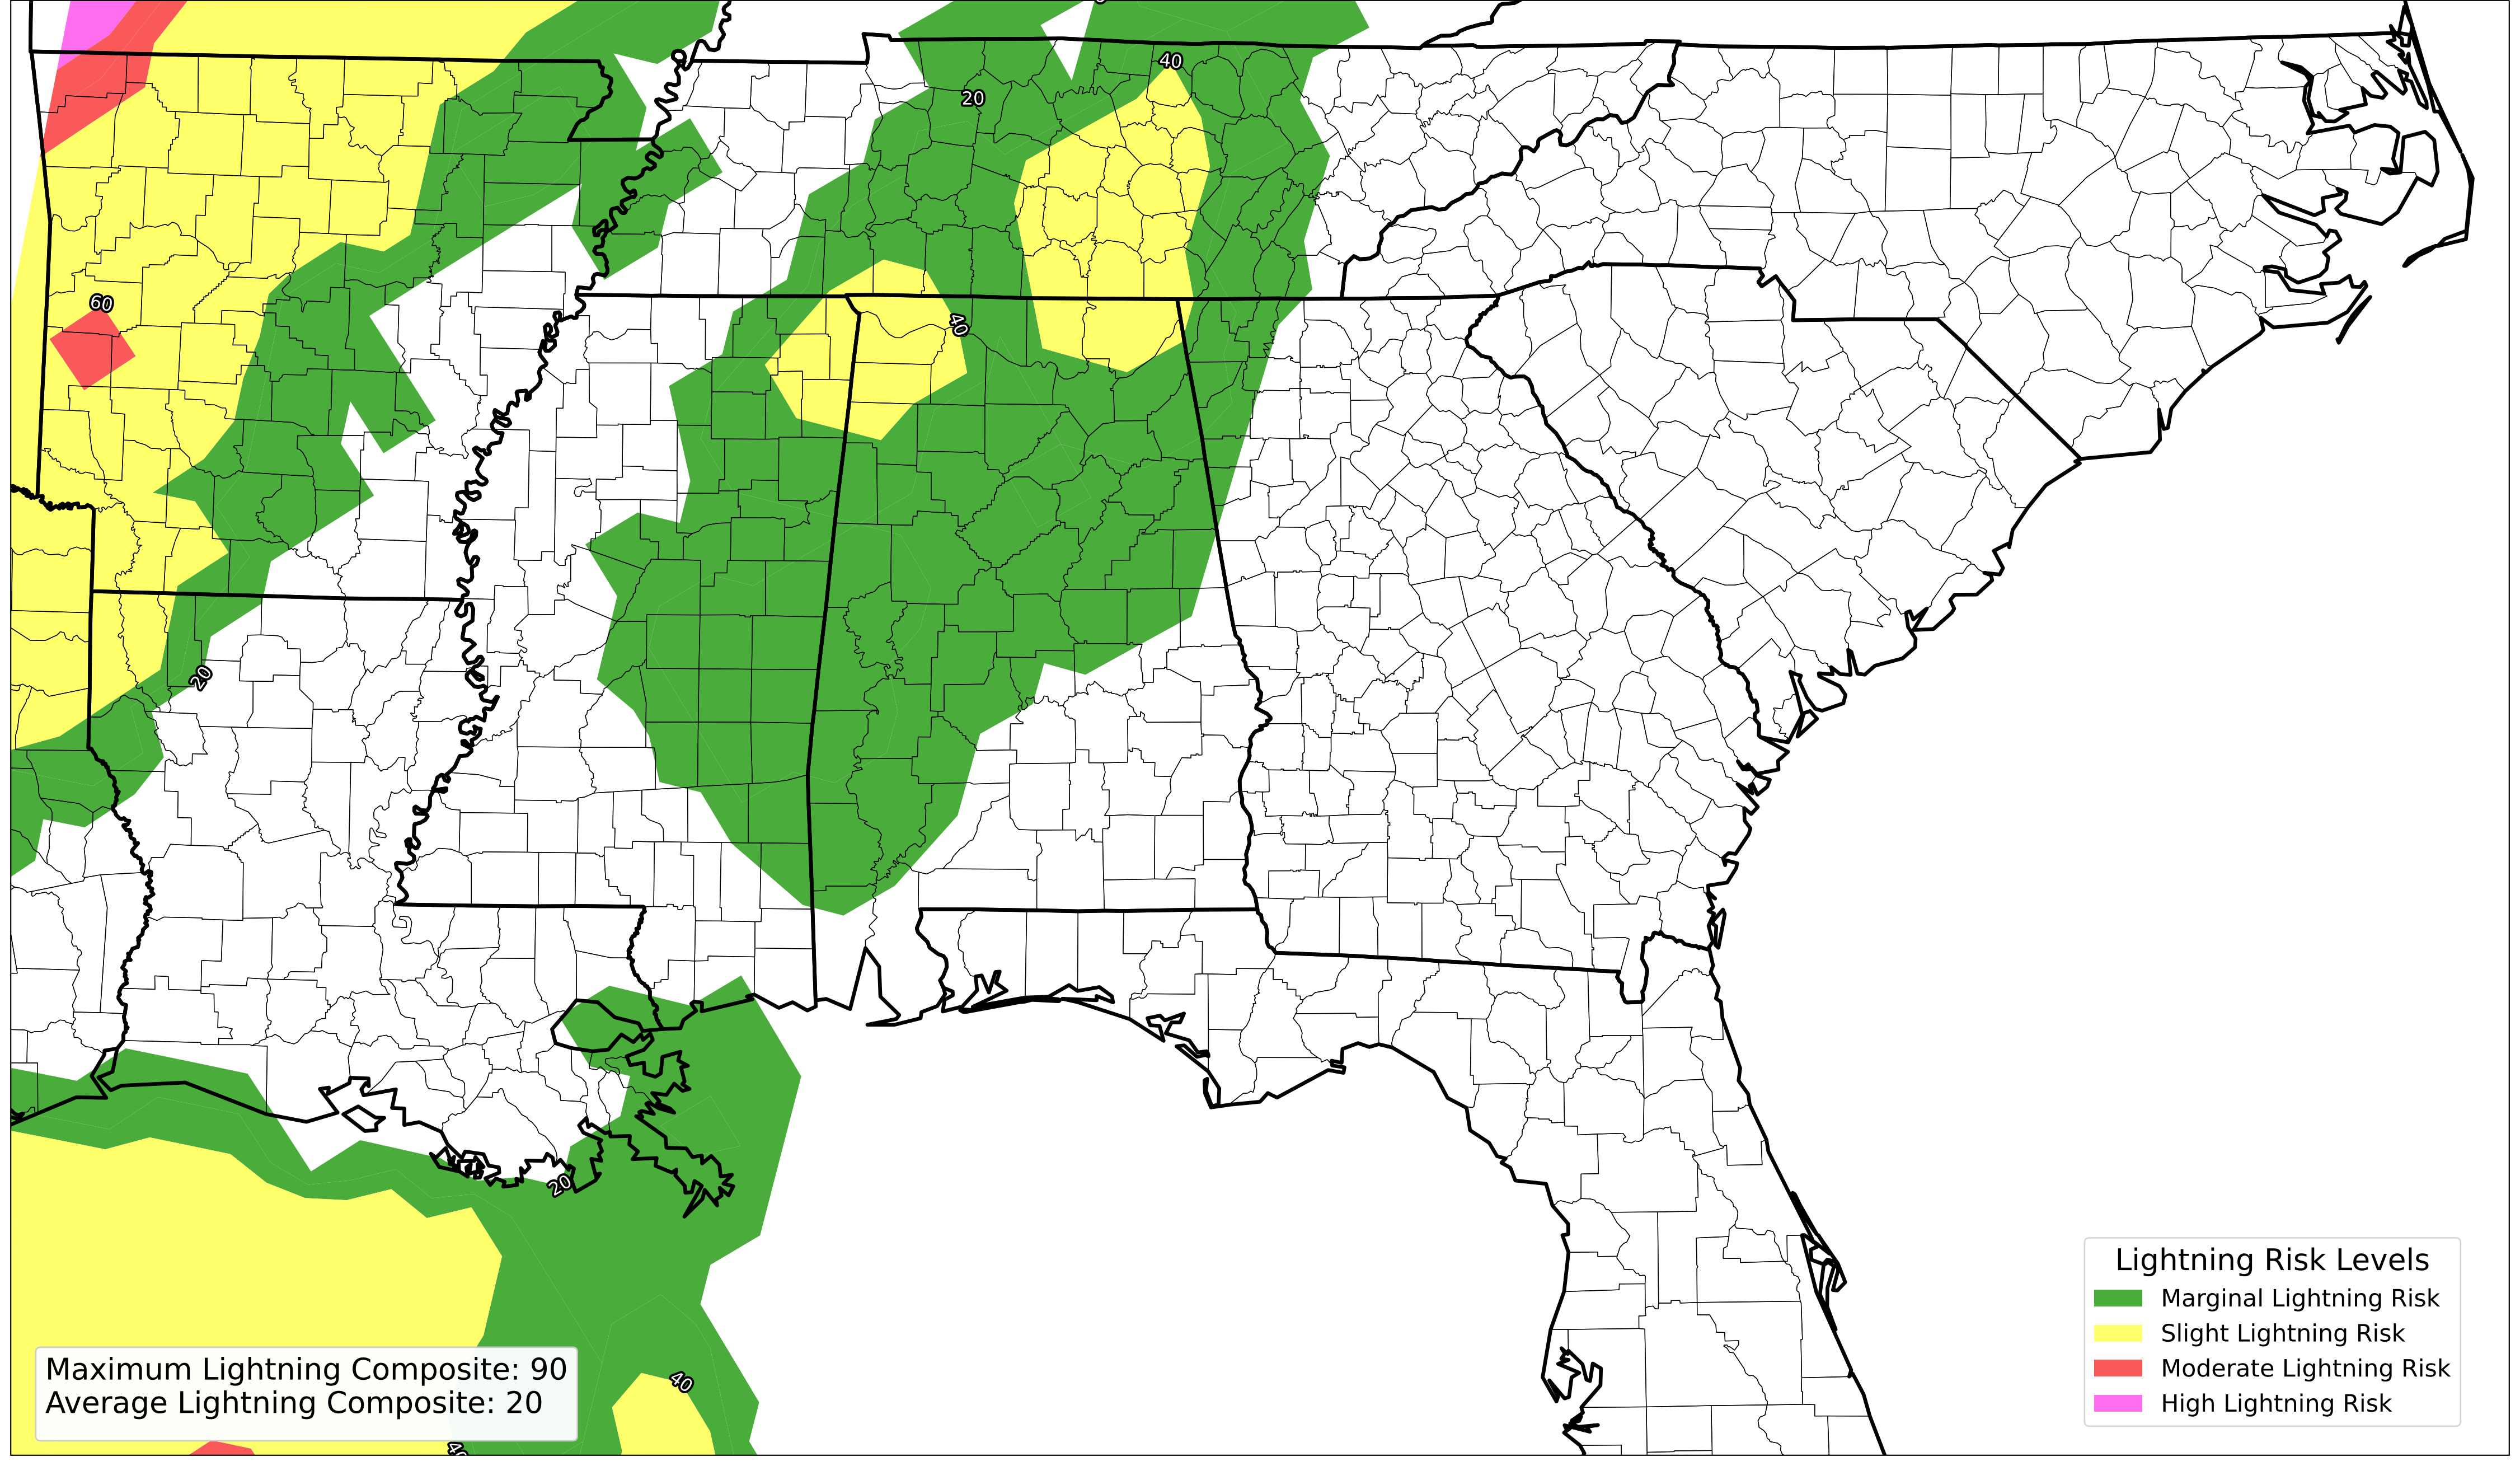 40
20
60
40
20
20
40
40
Lightning Risk Levels
Marginal Lightning Risk
Slight Lightning Risk
Moderate Lightning Risk
High Lightning Risk
Maximum Lightning Composite: 90
Average Lightning Composite: 20